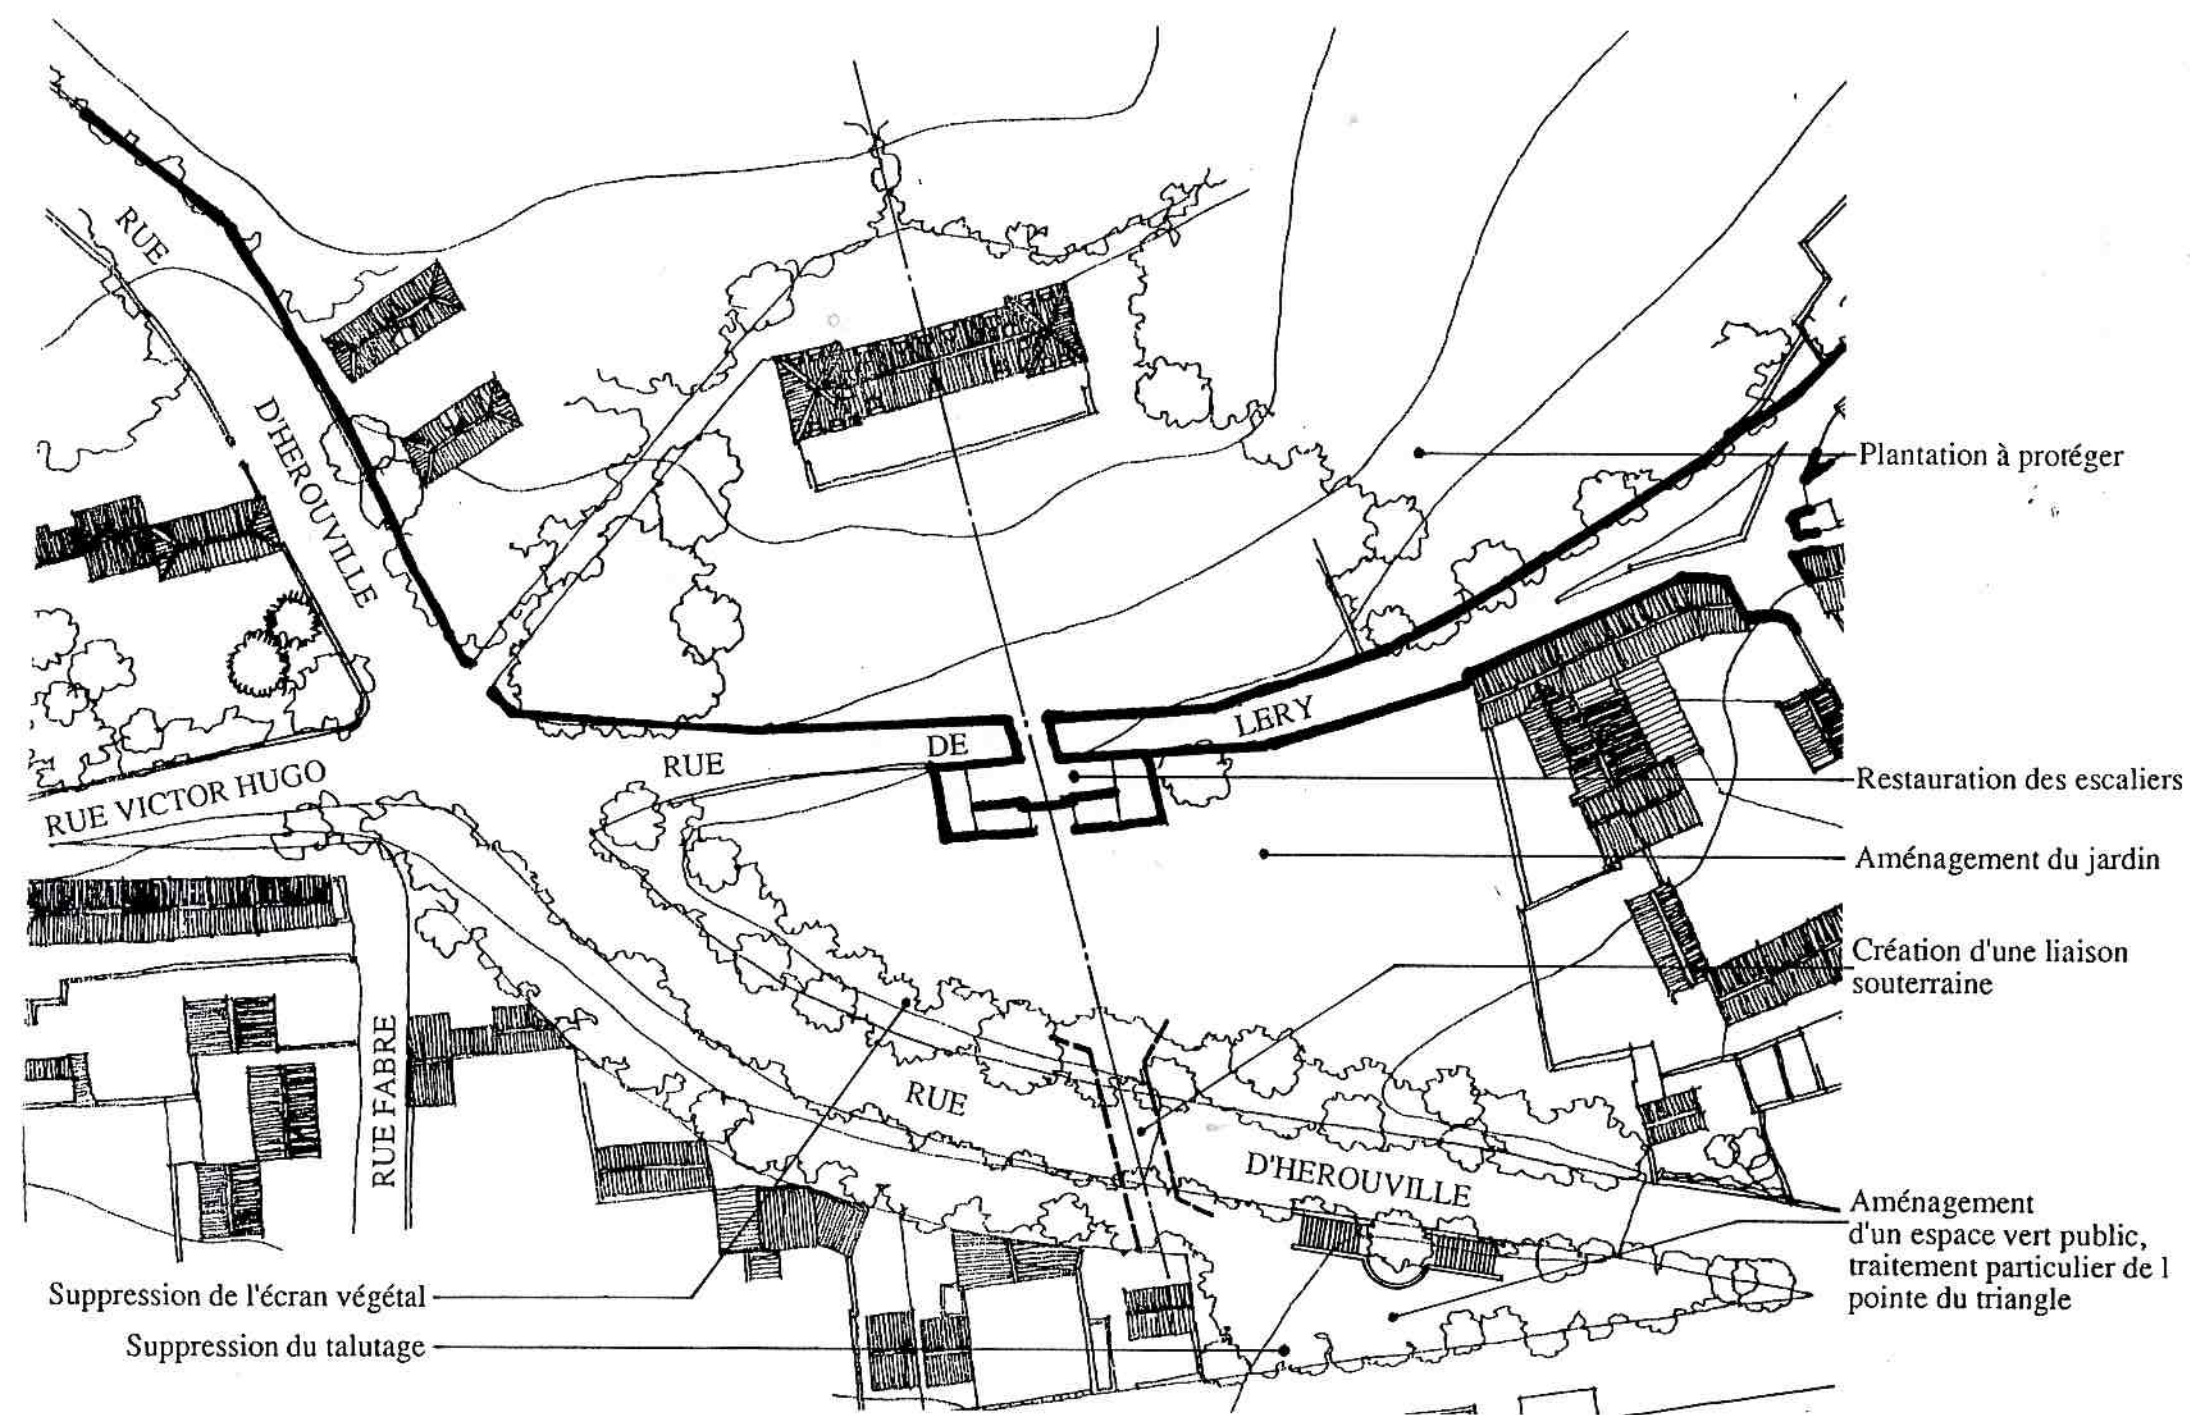 RUE
D'HEROUVILLE
Plantation à protéger
LERY
DE
RUE
RUE VICTOR HUGO
Restauration des escaliers
Aménagement du jardin
Création d'une liaison
souterraine
RUE FABRE
RUE
D'HEROUVILLE
Aménagement
d'un espace vert public,
traitement particulier de l
pointe du triangle
Suppression de l'écran végétal
Suppression du talutage